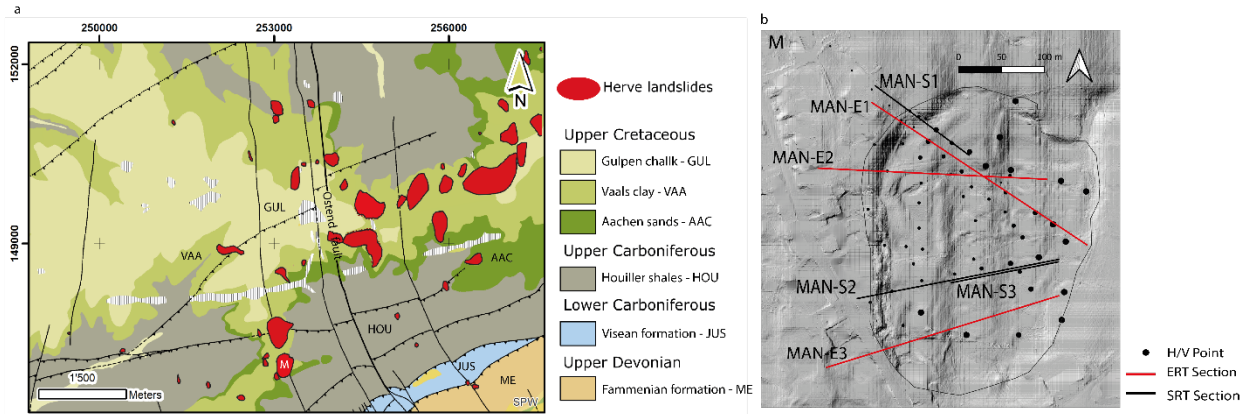 a
250000
253000
256000
152000
149000
N
GUL
Ostend fault
VAA
AAC
HOU
M
JUS
ME
1'500
Meters
SPW
Herve landslides
Upper Cretaceous
Gulpen challk - GUL
Vaals clay - VAA
Aachen sands - AAC
Upper Carboniferous
Houiller shales - HOU
Lower Carboniferous
Visean formation - JUS
Upper Devonian
Fammenian formation - ME
b
M
0 50 100 m
MAN-S1
MAN-E1
MAN-E2
MAN-S2
MAN-S3
MAN-E3
H/V Point
ERT Section
SRT Section